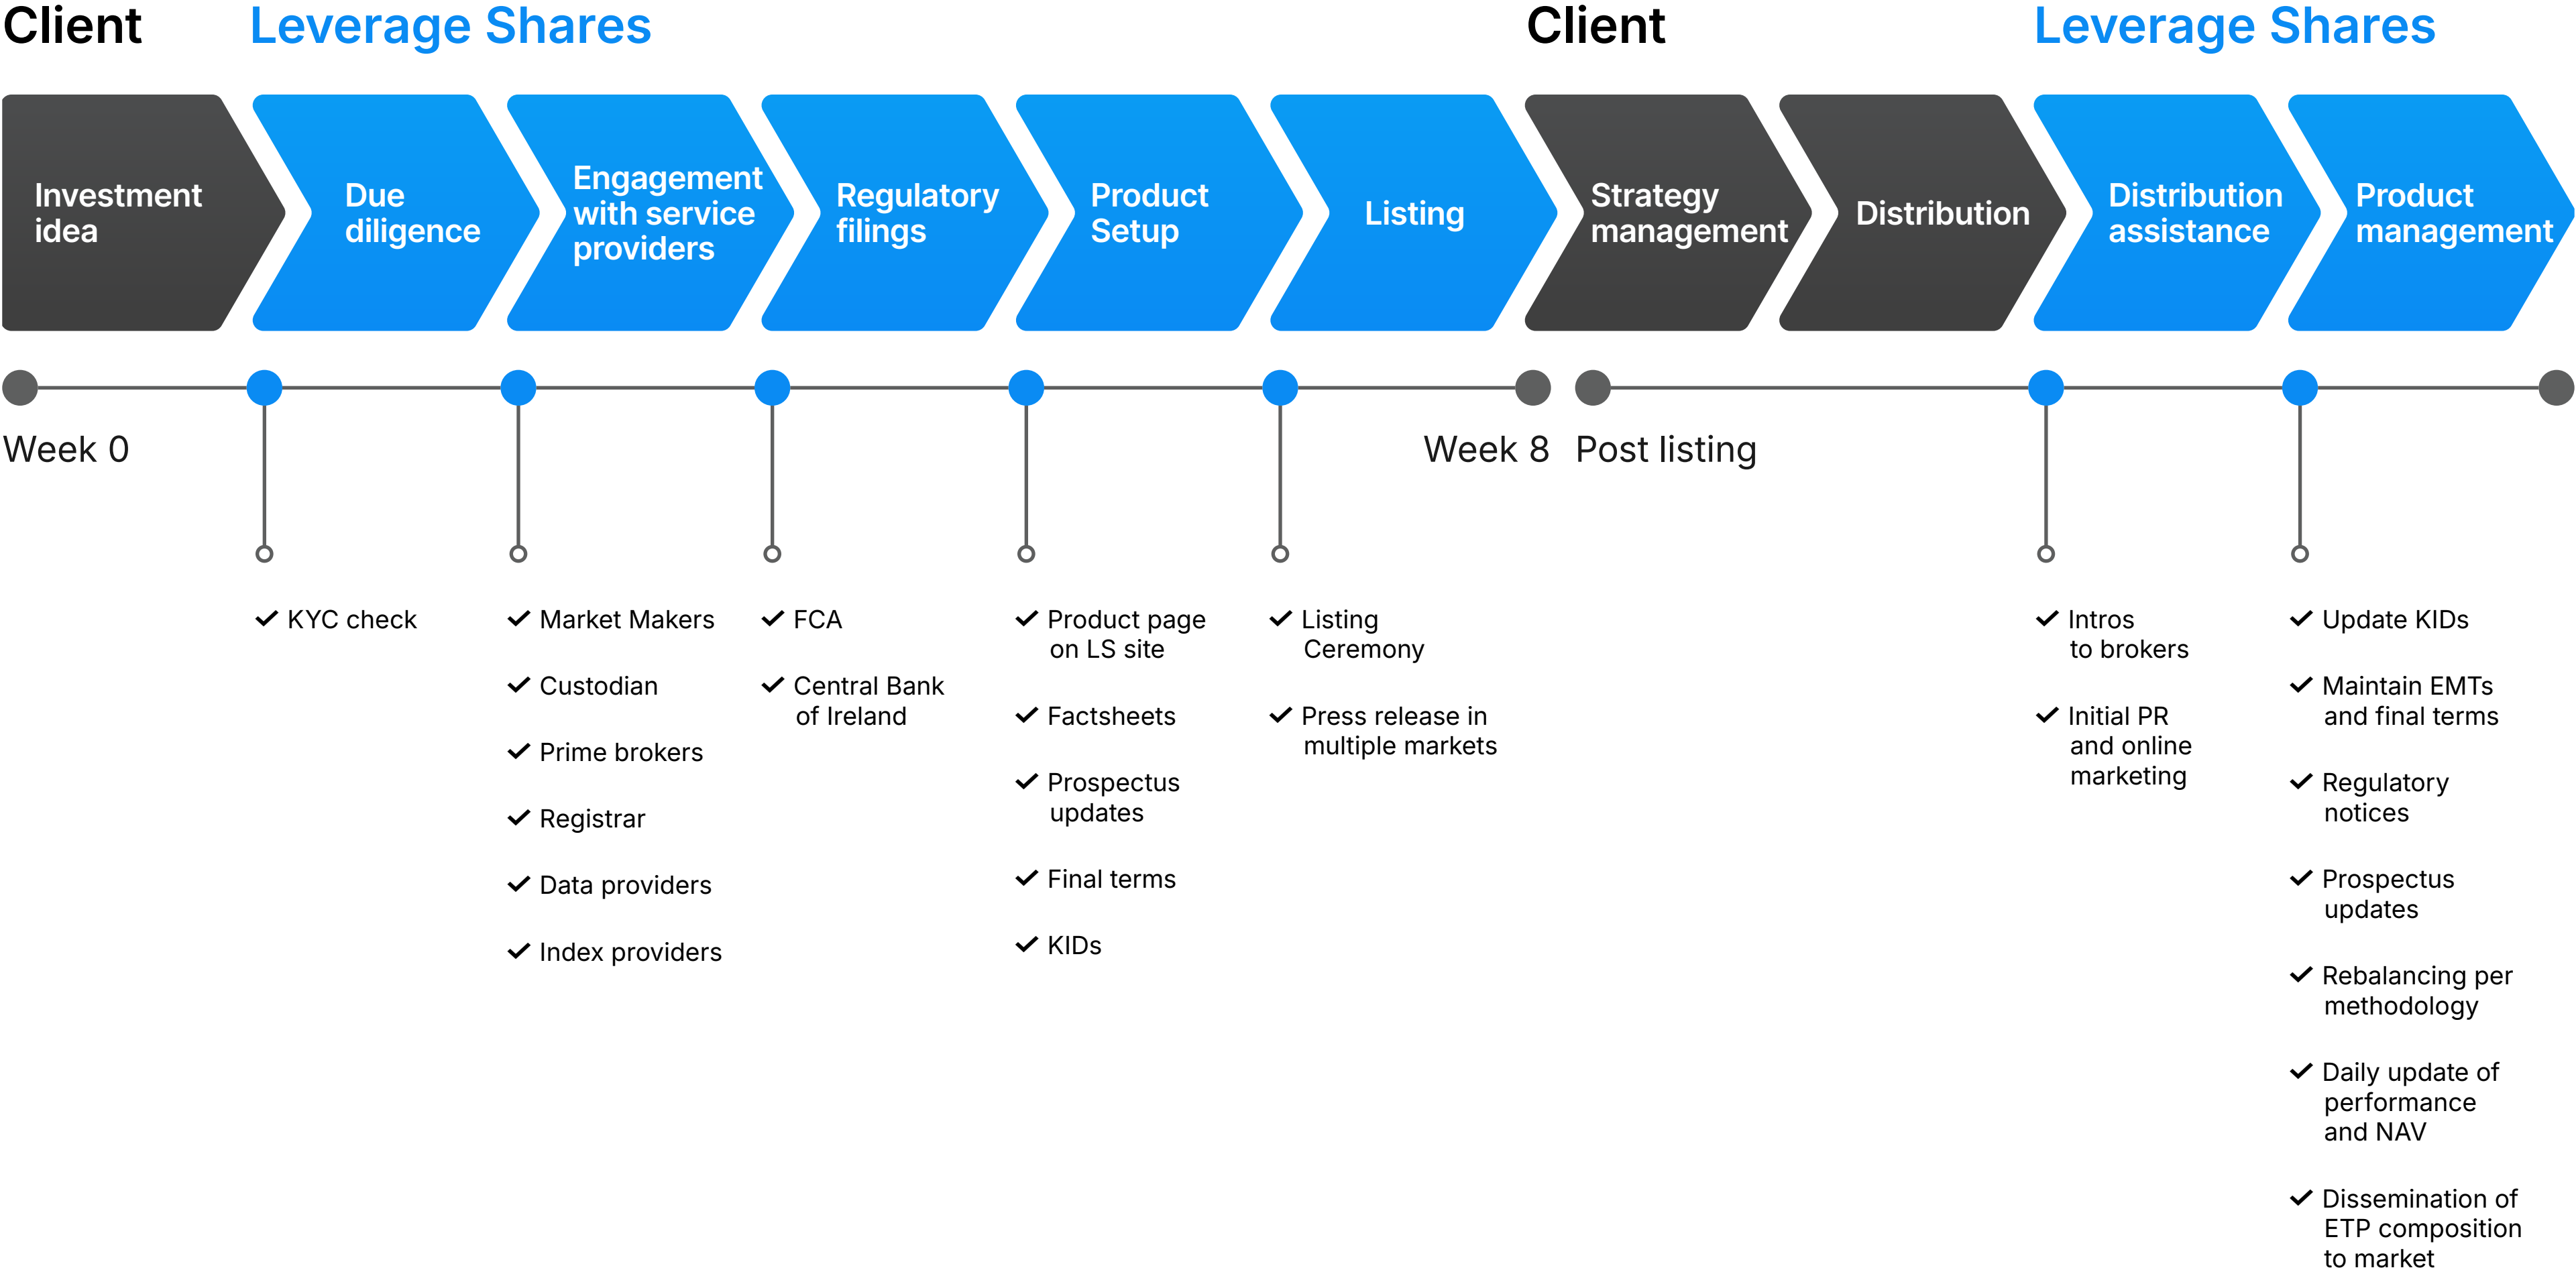 Client
Leverage Shares
Client
Leverage Shares
Investment
idea
Due
diligence
Engagement
with service
providers
Regulatory
filings
Product
Setup
Listing
Strategy
management
Distribution
Distribution
assistance
Product
management
Week 0
Week 8
Post listing
KYC check
Market Makers
Custodian
Prime brokers
Registrar
Data providers
Index providers
FCA
Central Bank
of Ireland
Product page
on LS site
Factsheets
Prospectus
updates
Final terms
KIDs
Listing
Ceremony
Press release in
multiple markets
Intros
to brokers
Initial PR
and online
marketing
Update KIDs
Maintain EMTs
and final terms
Regulatory
notices
Prospectus
updates
Rebalancing per
methodology
Daily update of
performance
and NAV
Dissemination of
ETP composition
to market